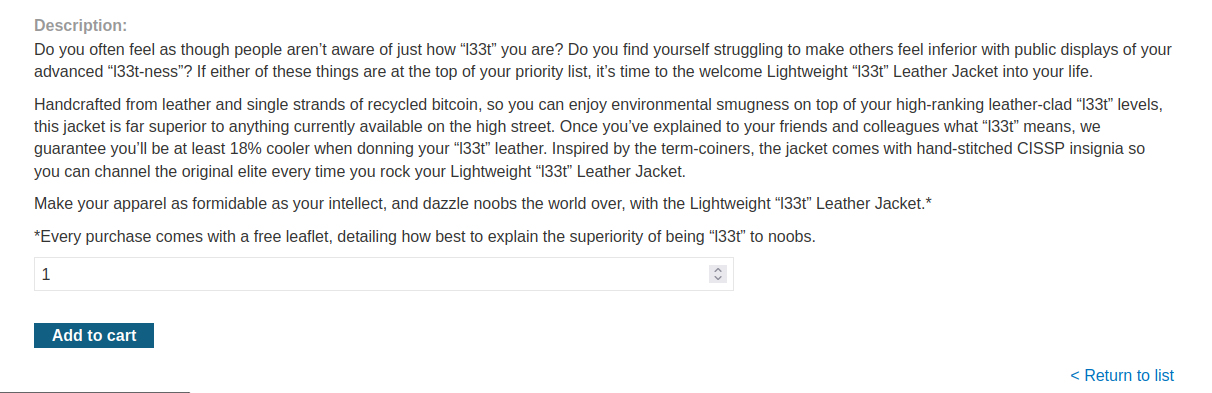 Description:
Do you often feel as though people aren’t aware of just how “l33t” you are? Do you find yourself struggling to make others feel inferior with public displays of your
advanced “l33t-ness”? If either of these things are at the top of your priority list, it’s time to the welcome Lightweight “l33t” Leather Jacket into your life.
Handcrafted from leather and single strands of recycled bitcoin, so you can enjoy environmental smugness on top of your high-ranking leather-clad “l33t” levels,
this jacket is far superior to anything currently available on the high street. Once you’ve explained to your friends and colleagues what “l33t” means, we
guarantee you’ll be at least 18% cooler when donning your “l33t” leather. Inspired by the term-coiners, the jacket comes with hand-stitched CISSP insignia so
you can channel the original elite every time you rock your Lightweight “l33t” Leather Jacket.
Make your apparel as formidable as your intellect, and dazzle noobs the world over, with the Lightweight “l33t” Leather Jacket.*
*Every purchase comes with a free leaflet, detailing how best to explain the superiority of being “l33t” to noobs.
1
Add to cart
< Return to list